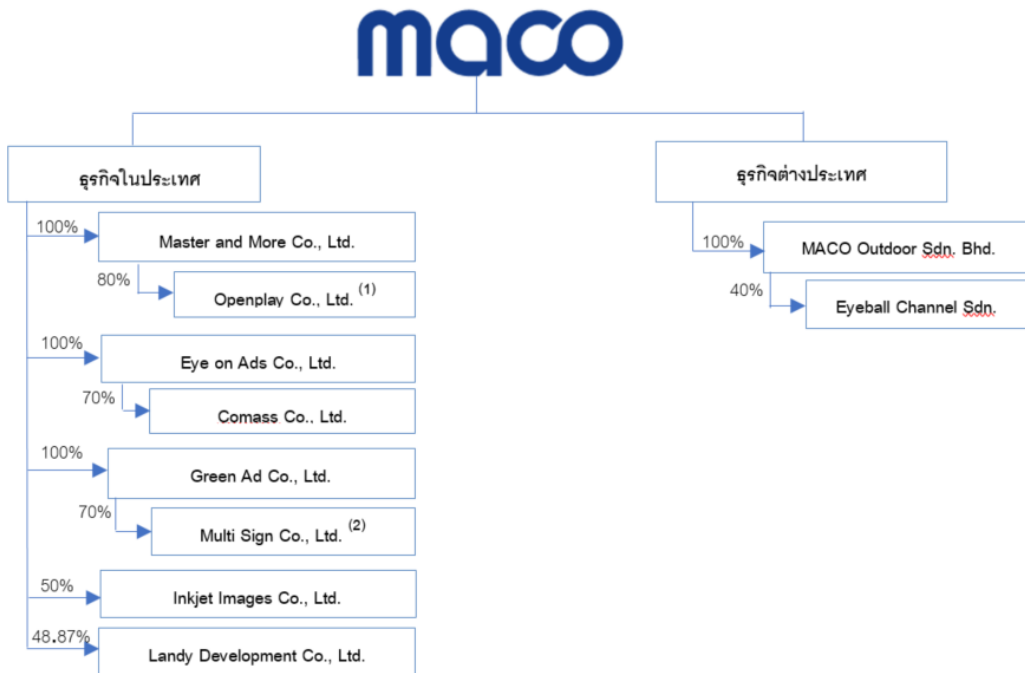 maco
ธุรกิจในประเทศ
100%
Master and More Co., Ltd.
80%
Openplay Co., Ltd. (1)
100%
Eye on Ads Co., Ltd.
70%
Comass Co., Ltd.
100%
Green Ad Co., Ltd.
70%
Multi Sign Co., Ltd. (2)
50%
Inkjet Images Co., Ltd.
48.87%
Landy Development Co., Ltd.
ธุรกิจต่างประเทศ
100%
MACO Outdoor Sdn. Bhd.
40%
Eyeball Channel Sdn.